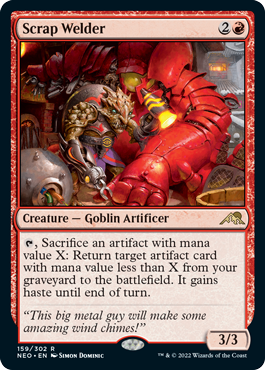 Scrap Welder 2
Creature — Goblin Artificer
, Sacrifice an artifact with mana
value X: Return target artifact card
with mana value less than X from your
graveyard to the battlefield. It gains
haste until end of turn.
“This big metal guy will make some
amazing wind chimes!”
3/3
159/302 R
NEO • EN SIMON DOMINIC ™ & © 2022 Wizards of the Coast